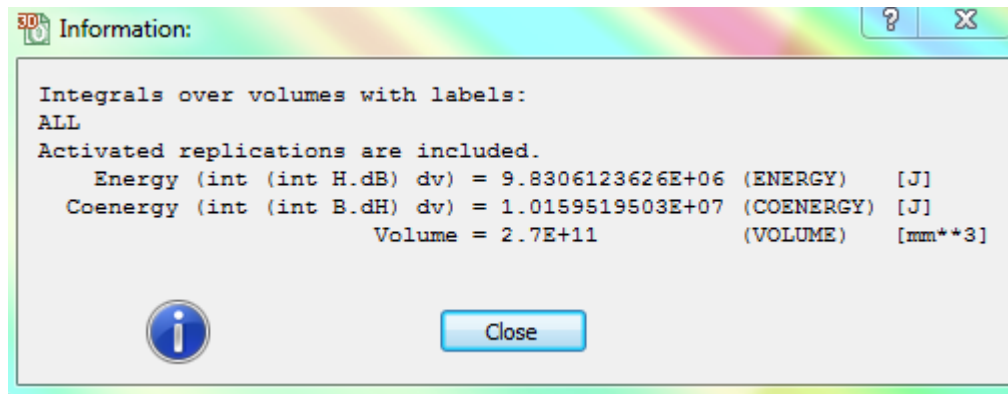 3D
Information:
?
Integrals over volumes with labels:
ALL
Activated replications are included.
Energy (int (int H.dB) dv) = 9.8306123626E+06 (ENERGY) [J]
Coenergy (int (int B.dH) dv) = 1.0159519503E+07 (COENERGY) [J]
Volume = 2.7E+11 (VOLUME) [mm**3]
i
Close